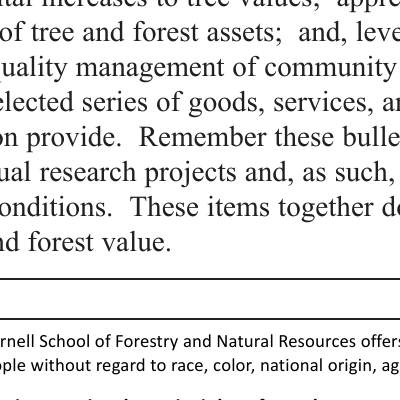 tal increases to tree values; appre
of tree and forest assets; and, leve
uality management of community
elected series of goods, services, a
on provide. Remember these bulle
ual research projects and, as such,
onditions. These items together d
nd forest value.
rnell School of Forestry and Natural Resources offers
ople without regard to race, color, national origin, ag